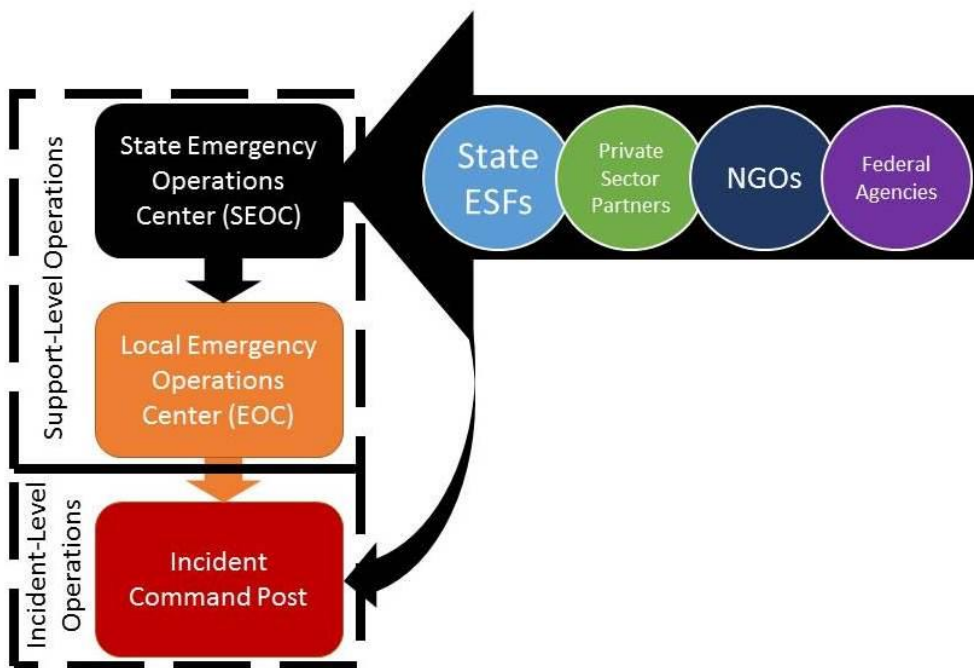 Support-Level Operations
State Emergency
Operations
Center (SEOC)
Local Emergency
Operations
Center (EOC)
Incident-Level
Operations
Incident
Command Post
State
ESFs
Private
Sector
Partners
NGOs
Federal
Agencies